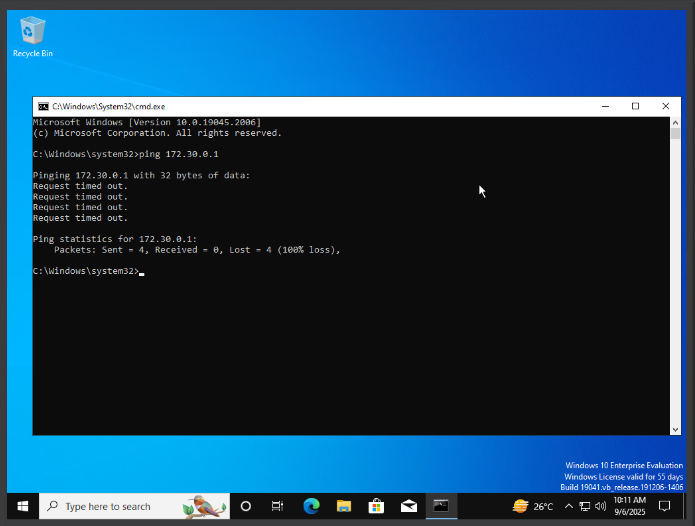 Recycle Bin
C:\Windows\System32\cmd.exe
Microsoft Windows [Version 10.0.19045.2006]
(c) Microsoft Corporation. All rights reserved.
C:\Windows\system32>ping 172.30.0.1
Pinging 172.30.0.1 with 32 bytes of data:
Request timed out.
Request timed out.
Request timed out.
Request timed out.
Ping statistics for 172.30.0.1:
Packets: Sent = 4, Received = 0, Lost = 4 (100% loss),
C:\Windows\system32>
Windows 10 Enterprise Evaluation
Windows License valid for 55 days
Build 19041.vb_release.191206-1406
Type here to search
26°C
10:11 AM
9/6/2025